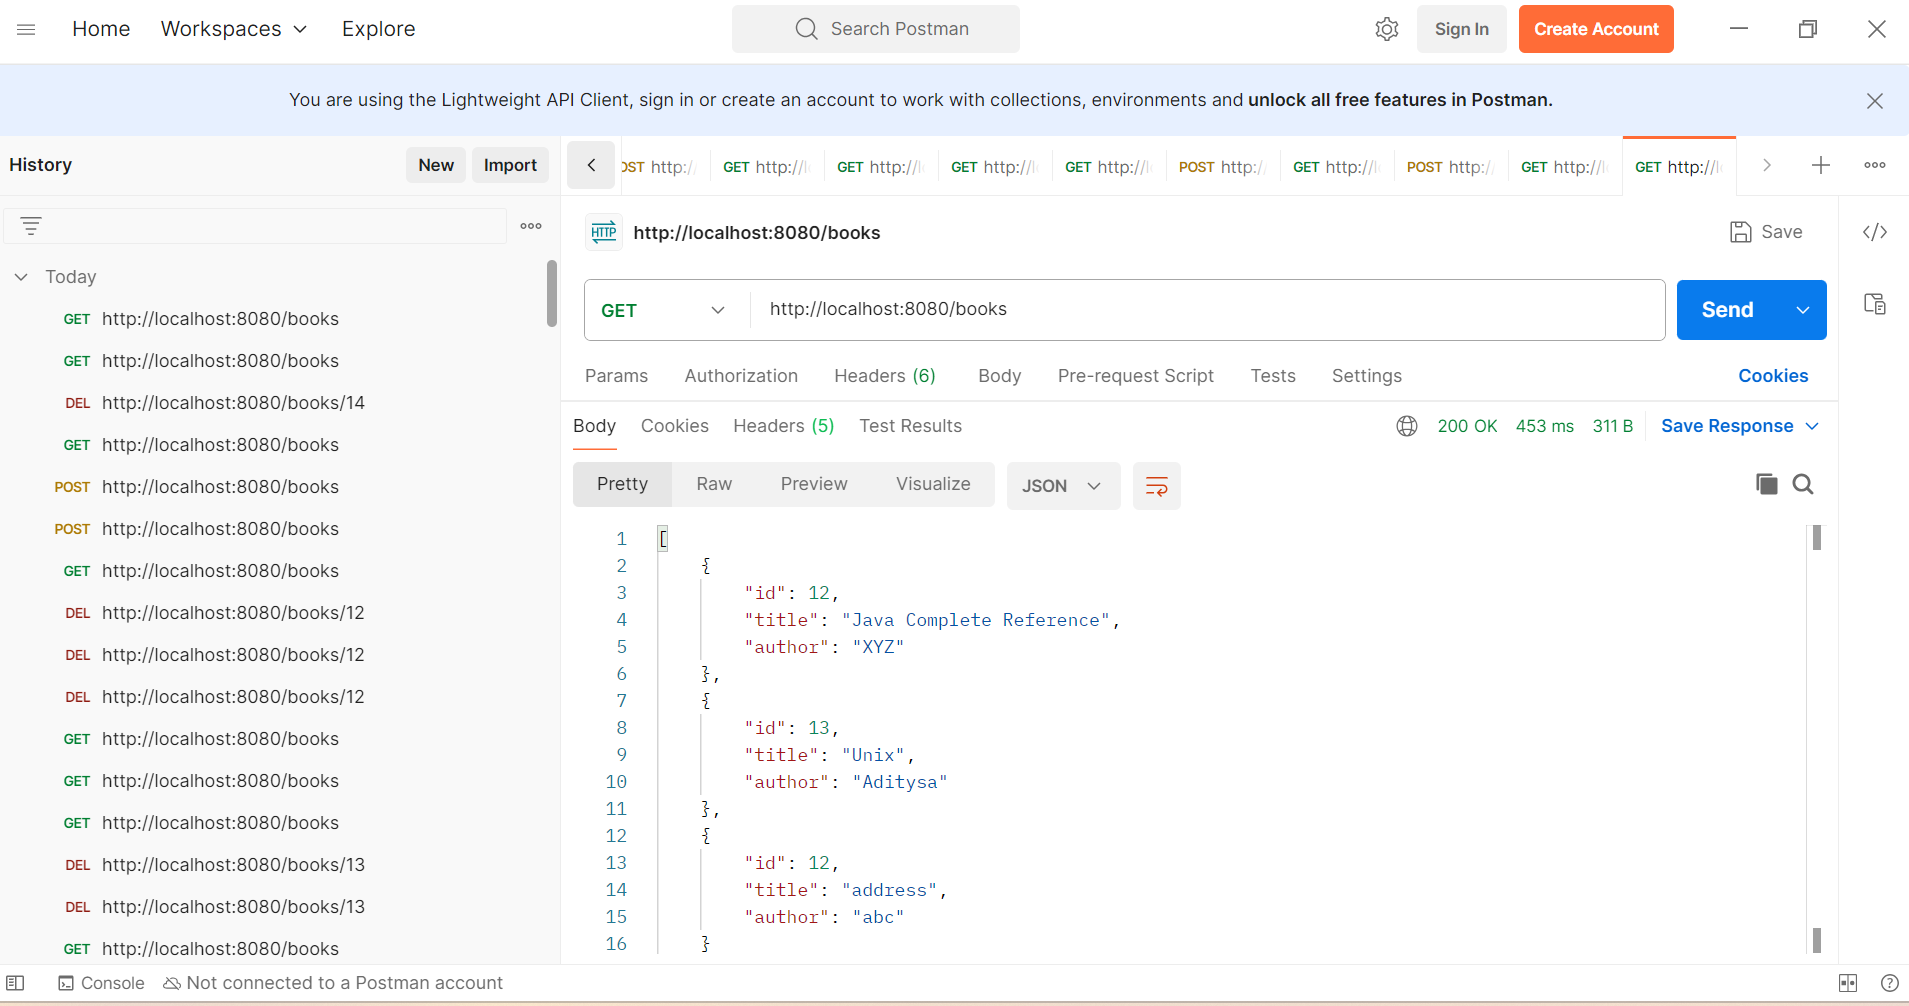 Home Workspaces Explore Search Postman Sign In Create Account
You are using the Lightweight API Client, sign in or create an account to work with collections, environments and unlock all free features in Postman.
History New Import OST http:/ GET http:// GET http:// GET http:// GET http:// POST http:/ GET http:// POST http:/ GET http:// GET http://
HTTP http://localhost:8080/books Save </>
Today
GET http://localhost:8080/books
GET http://localhost:8080/books
DEL http://localhost:8080/books/14
GET http://localhost:8080/books
POST http://localhost:8080/books
POST http://localhost:8080/books
GET http://localhost:8080/books
DEL http://localhost:8080/books/12
DEL http://localhost:8080/books/12
DEL http://localhost:8080/books/12
GET http://localhost:8080/books
GET http://localhost:8080/books
GET http://localhost:8080/books
DEL http://localhost:8080/books/13
DEL http://localhost:8080/books/13
GET http://localhost:8080/books
GET http://localhost:8080/books Send
Params Authorization Headers (6) Body Pre-request Script Tests Settings Cookies
Body Cookies Headers (5) Test Results 200 OK 453 ms 311 B Save Response
Pretty Raw Preview Visualize JSON
1 [
2 {
3 "id": 12,
4 "title": "Java Complete Reference",
5 "author": "XYZ"
6 },
7 {
8 "id": 13,
9 "title": "Unix",
10 "author": "Aditysa"
11 },
12 {
13 "id": 12,
14 "title": "address",
15 "author": "abc"
16 }
Console Not connected to a Postman account